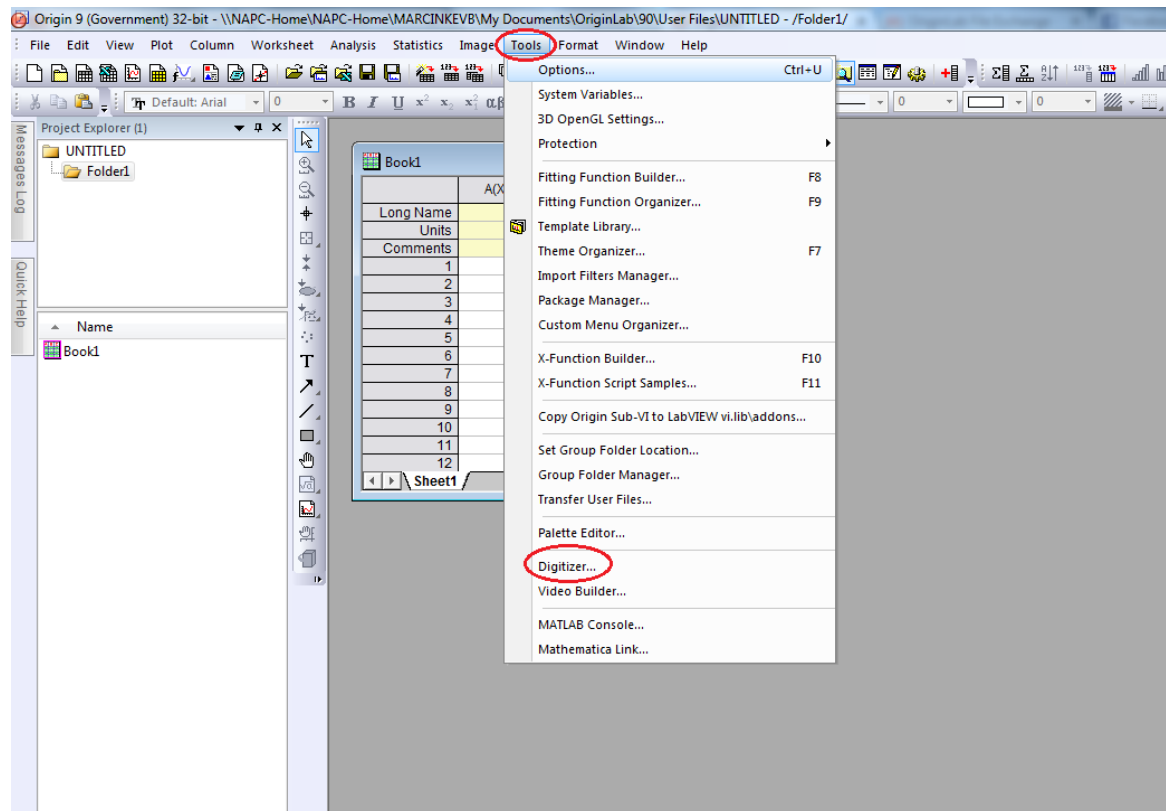 Origin 9 (Government) 32-bit - \\NAPC-Home\NAPC-Home\MARCINKEVB\My Documents\OriginLab\90\User Files\UNTITLED - /Folder1/
File Edit View Plot Column Worksheet Analysis Statistics Image Tools Format Window Help
Default: Arial 0 B I U 0 0
Messages Log
Quick Help
Project Explorer (1)
UNTITLED
Folder1
Name
Book1
T
Book1
A(X
Long Name
Units
Comments
1
2
3
4
5
6
7
8
9
10
11
12
Sheet1
Options... Ctrl+U
System Variables...
3D OpenGL Settings...
Protection
Fitting Function Builder... F8
Fitting Function Organizer... F9
Template Library...
Theme Organizer... F7
Import Filters Manager...
Package Manager...
Custom Menu Organizer...
X-Function Builder... F10
X-Function Script Samples... F11
Copy Origin Sub-VI to LabVIEW vi.lib\addons...
Set Group Folder Location...
Group Folder Manager...
Transfer User Files...
Palette Editor...
Digitizer...
Video Builder...
MATLAB Console...
Mathematica Link...